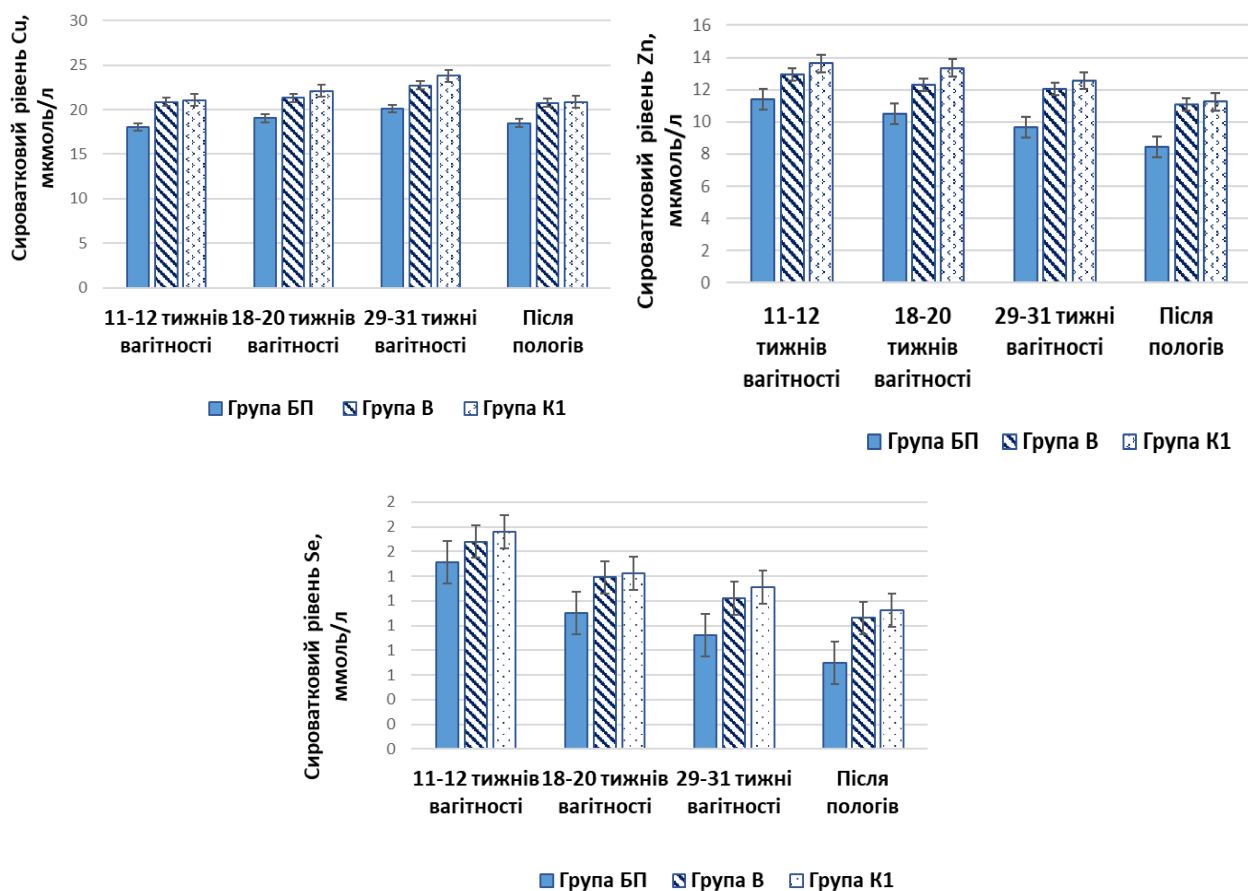 Сироватковий рівень Cu,
мкмоль/л
30
25
20
15
10
5
0
11-12 тижнів
вагітності
18-20 тижнів
вагітності
29-31 тижні
вагітності
Після
пологів
Група БП
Група В
Група К1
Сироватковий рівень Zn,
мкмоль/л
16
14
12
10
8
6
4
2
0
11-12
тижнів
вагітності
18-20
тижнів
вагітності
29-31 тижні
вагітності
Після
пологів
Група БП
Група В
Група К1
Сироватковий рівень Se,
ммоль/л
2
2
2
1
1
1
1
1
0
0
0
11-12 тижнів
вагітності
18-20 тижнів
вагітності
29-31 тижні
вагітності
Після
пологів
Група БП
Група В
Група К1